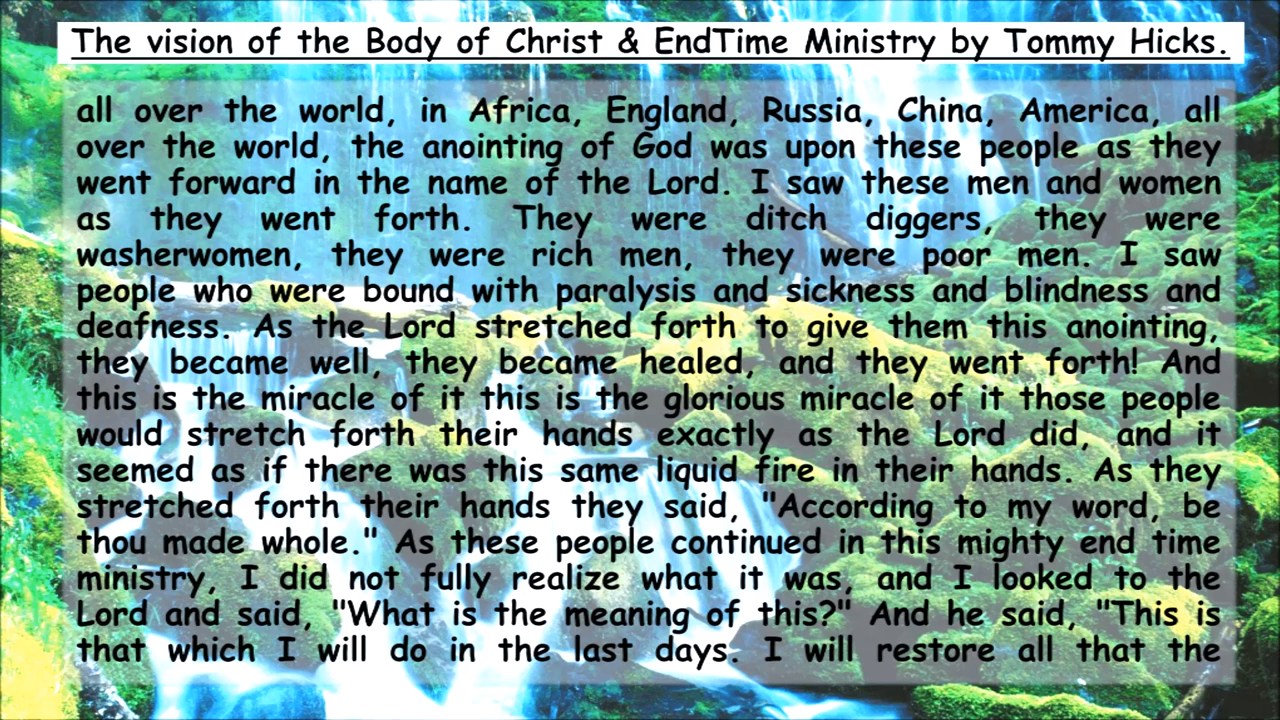 The vision of the Body of Christ & EndTime Ministry by Tommy Hicks.
all over the world, in Africa, England, Russia, China, America, all
over the world, the anointing of God was upon these people as they
went forward in the name of the Lord. I saw these men and women
as they went forth. They were ditch diggers, they were
washerwomen, they were rich men, they were poor men. I saw
people who were bound with paralysis and sickness and blindness and
deafness. As the Lord stretched forth to give them this anointing,
they became well, they became healed, and they went forth! And
this is the miracle of it this is the glorious miracle of it those people
would stretch forth their hands exactly as the Lord did, and it
seemed as if there was this same liquid fire in their hands. As they
stretched forth their hands they said, "According to my word, be
thou made whole." As these people continued in this mighty end time
ministry, I did not fully realize what it was, and I looked to the
Lord and said, "What is the meaning of this?" And he said, "This is
that which I will do in the last days. I will restore all that the